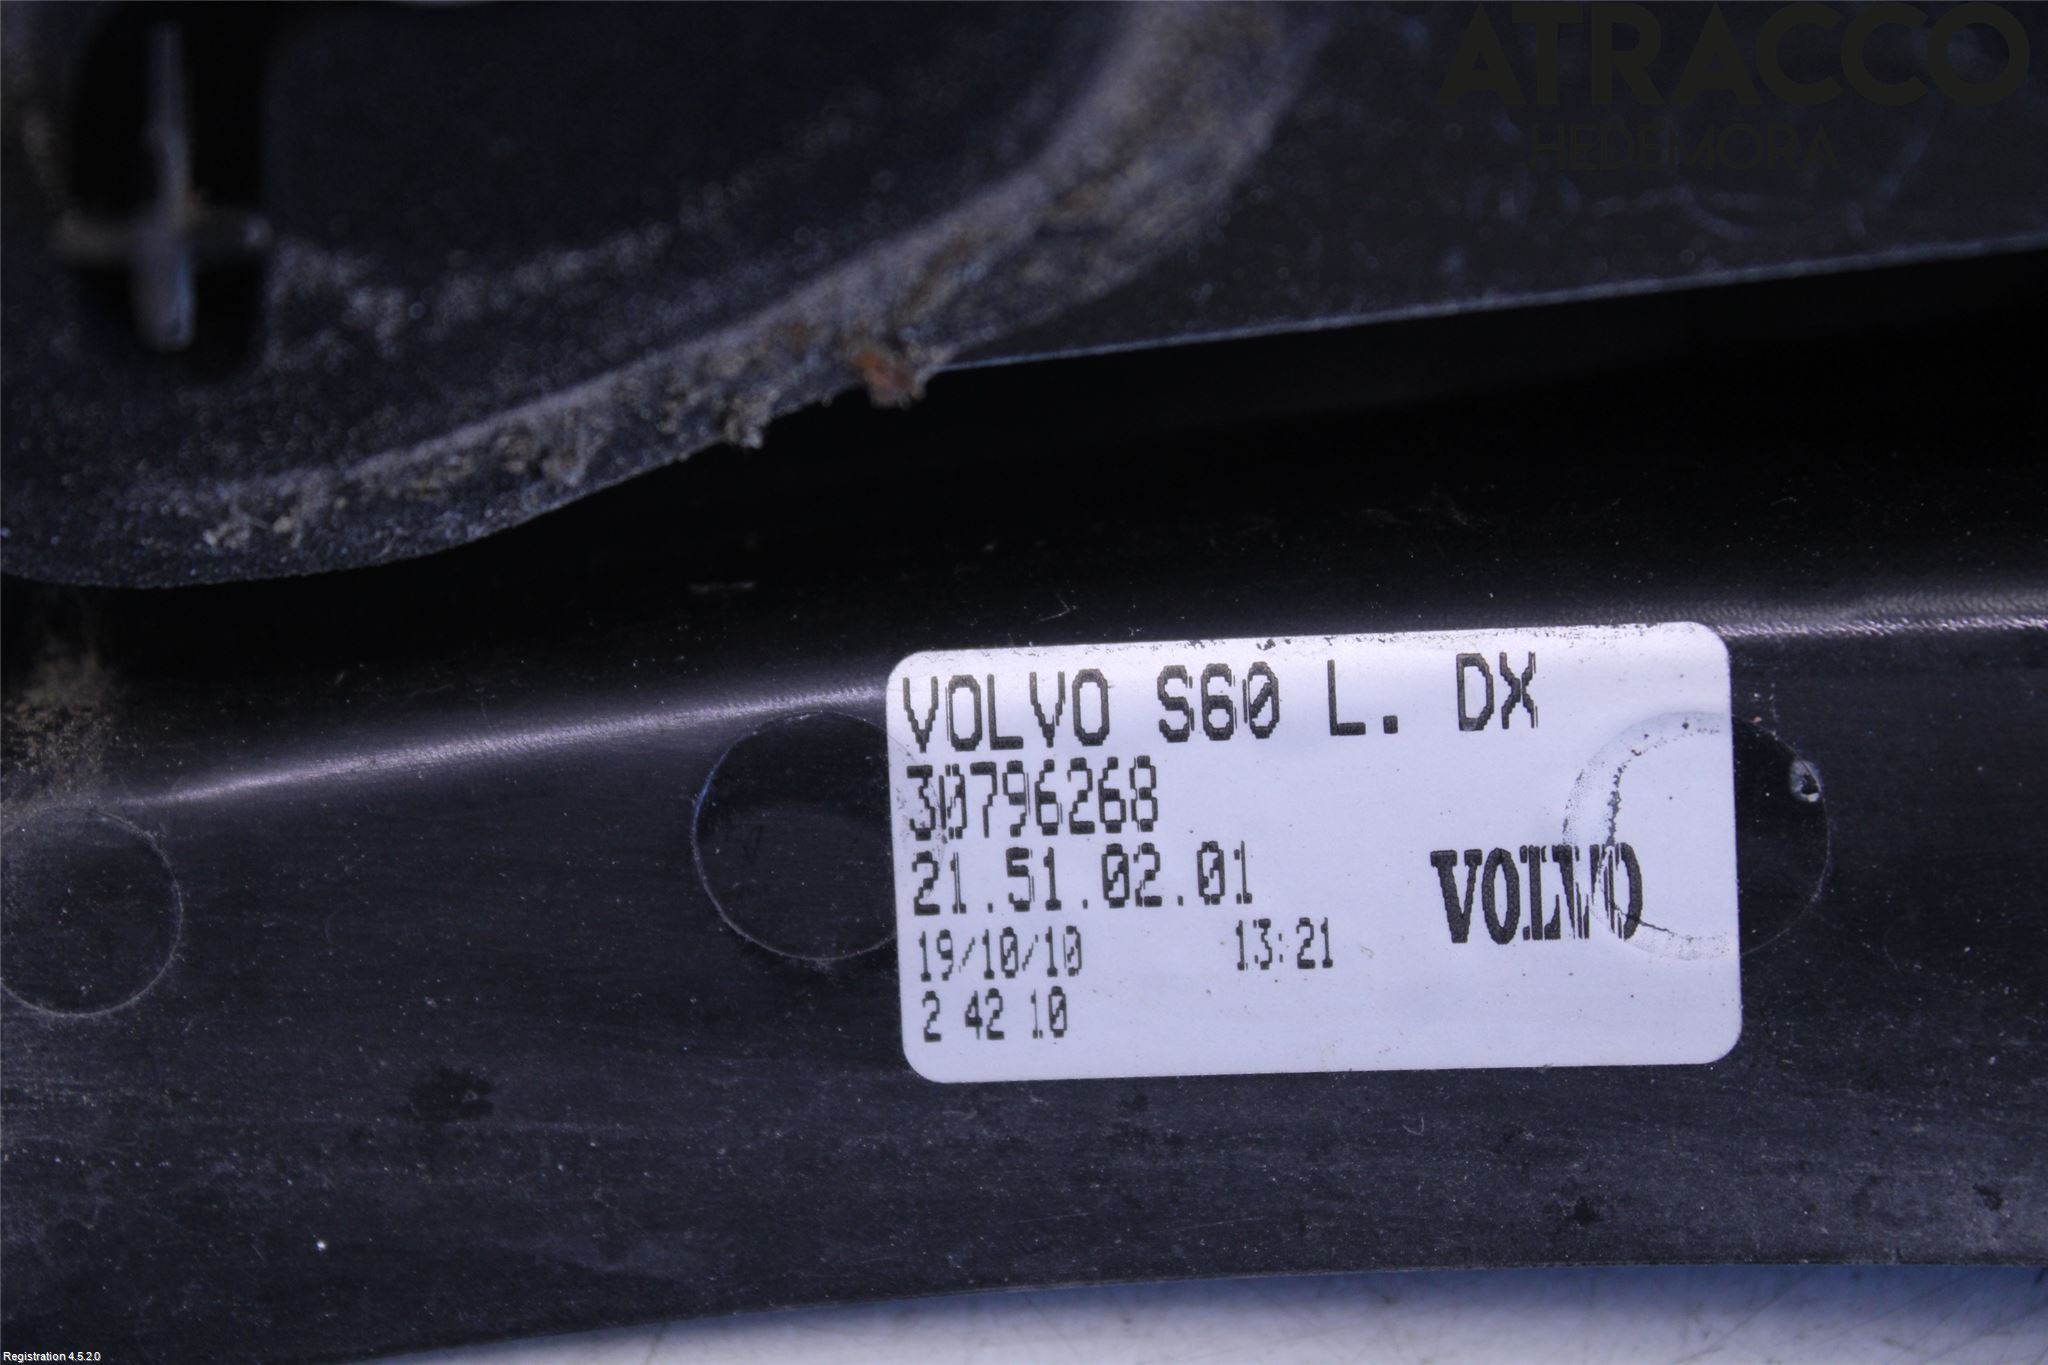 ATRACCO
HEDEMORA
VOLVO S60 L. DX
30796268
21.51.02.01
VOLVO
19/10/10 13:21
2 42 10
Registration 4.5.2.0